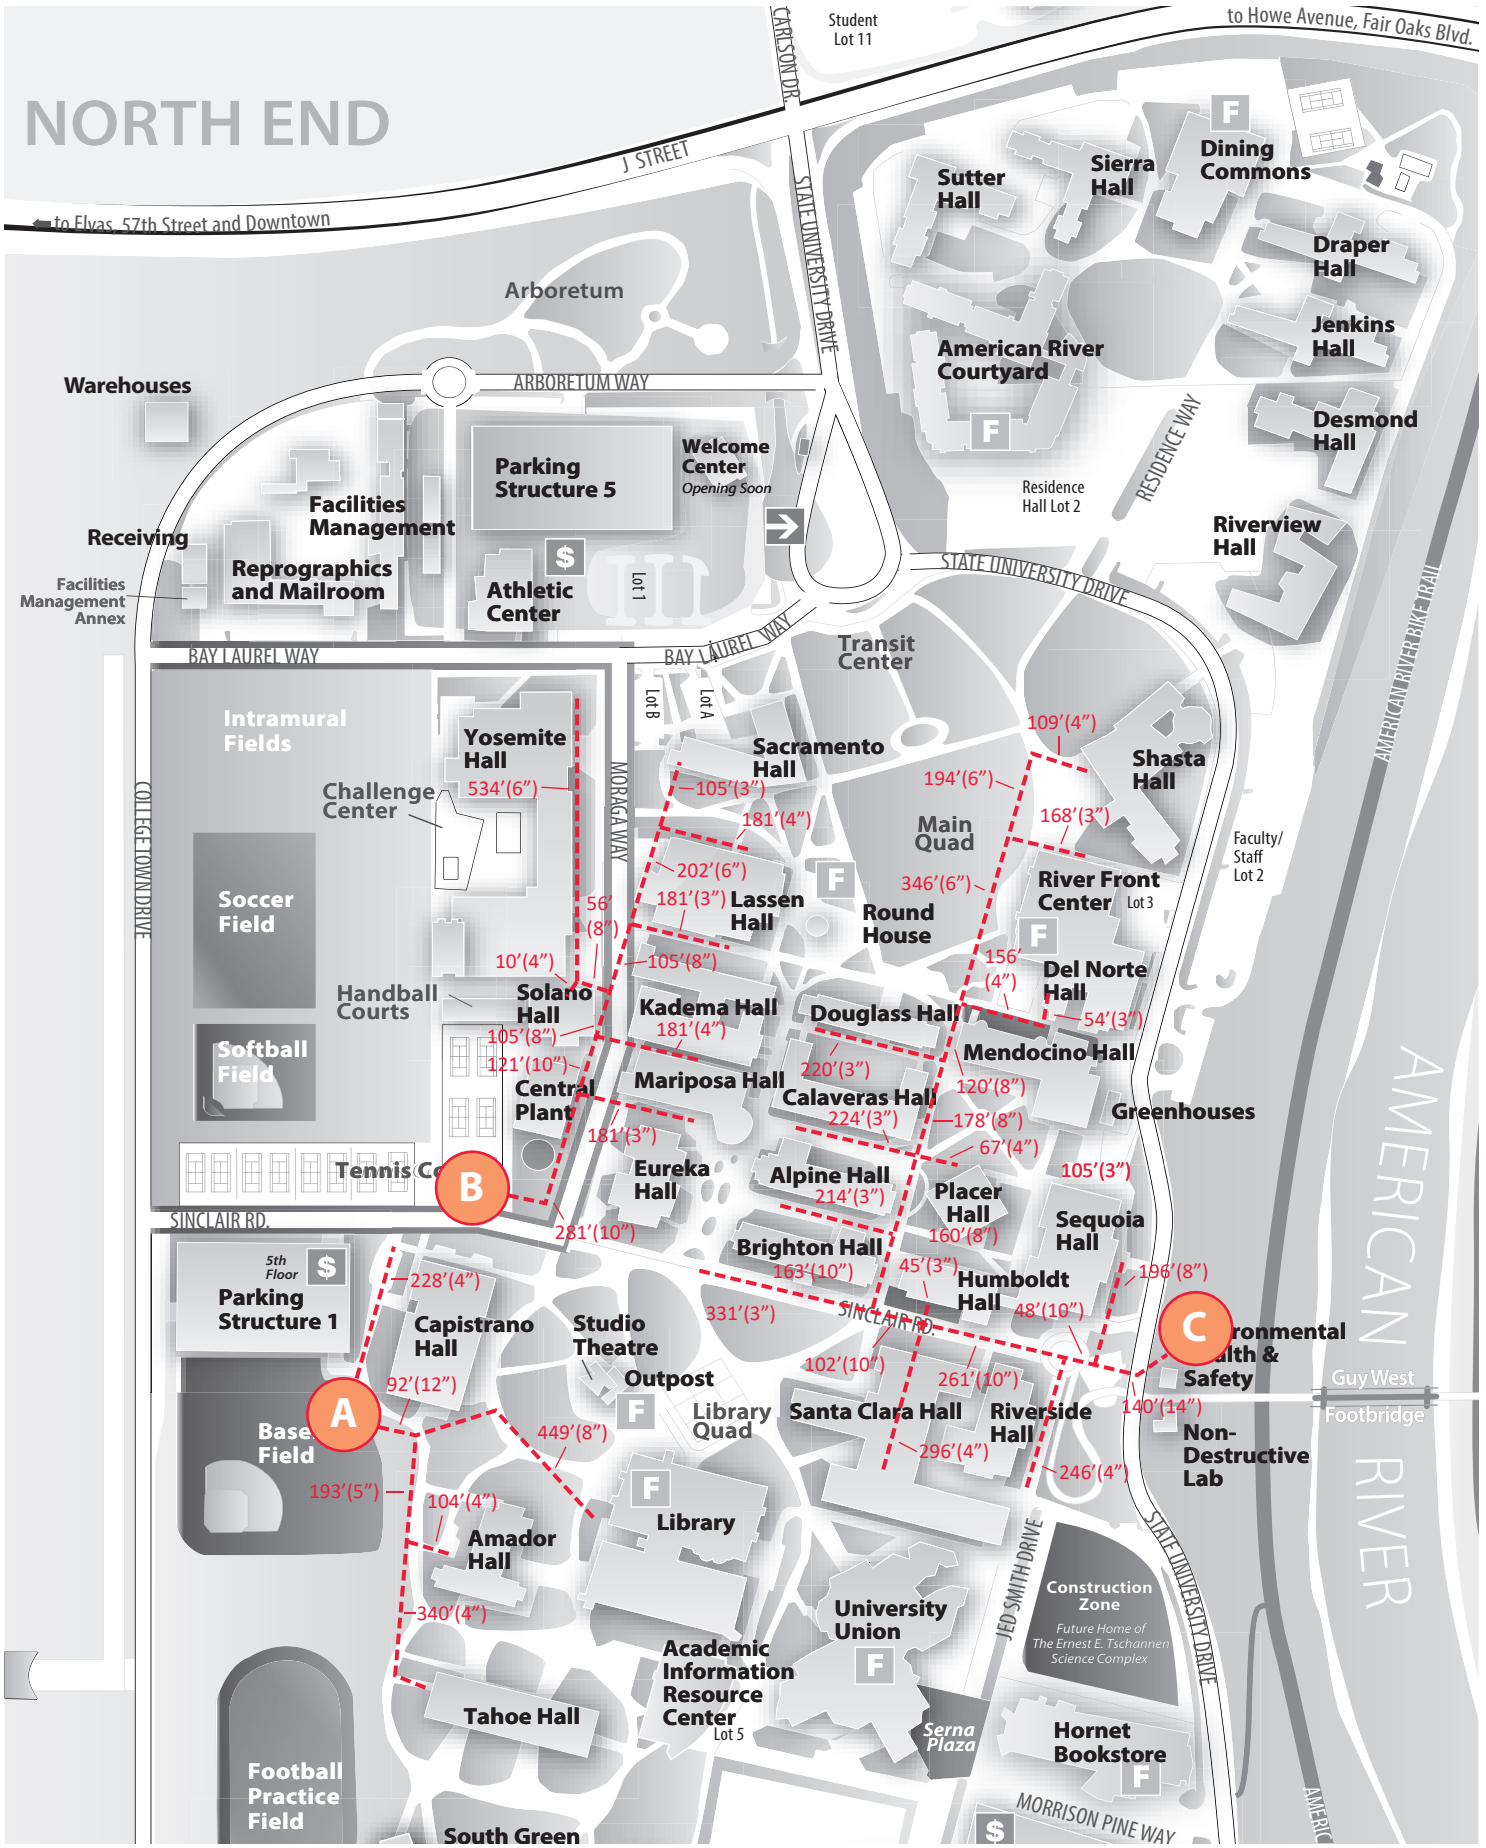 Student
Lot 11
to Howe Avenue, Fair Oaks Blvd.
CARLSON DR.
NORTH END
J STREET
to Elvas, 57th Street and Downtown
STATE UNIVERSITY DRIVE
F
Dining
Commons
Sierra
Hall
Sutter
Hall
Draper
Hall
Arboretum
Jenkins
Hall
American River
Courtyard
F
ARBORETUM WAY
Warehouses
Desmond
Hall
RESIDENCE WAY
Welcome
Center
Opening Soon
Parking
Structure 5
Residence
Hall Lot 2
Facilities
Management
Riverview
Hall
Receiving
Reprographics
and Mailroom
$
Athletic
Center
Lot 1
STATE UNIVERSITY DRIVE
AMERICAN RIVER BIKE TRAIL
Facilities
Management
Annex
BAY LAUREL WAY
BAY LAUREL WAY
Transit
Center
Lot B
Lot A
Intramural
Fields
Yosemite
Hall
534'(6")
Sacramento
Hall
105'(3")
109'(4")
194'(6")
Shasta
Hall
Challenge
Center
MORAGA WAY
COLLEGE TOWN DRIVE
181'(4")
168'(3")
Main
Quad
Faculty/
Staff
Lot 2
202'(6")
181'(3")
Lassen
Hall
F
346'(6")
River Front
Center
Lot 3
Soccer
Field
56'
(8")
Round
House
F
105'(8")
10'(4")
156'
(4")
Del Norte
Hall
54'(3")
Handball
Courts
Solano
Hall
Kadema Hall
181'(4")
Douglass Hall
105'(8")
Softball
Field
121'(10")
220'(3")
Mendocino Hall
120'(8")
Central
Plant
Mariposa Hall
Calaveras Hall
224'(3")
178'(8")
Greenhouses
181'(3")
67'(4")
Tennis Co
B
Eureka
Hall
Alpine Hall
214'(3")
105'(3")
Placer
Hall
160'(8")
SINCLAIR RD.
281'(10")
Sequoia
Hall
Brighton Hall
163'(10")
45'(3")
5th
Floor
$
Parking
Structure 1
228'(4")
Humboldt
Hall
48'(10")
196'(8")
331'(3")
SINCLAIR RD.
Capistrano
Hall
Studio
Theatre
C
ronmental
alth &
Safety
102'(10")
261'(10")
Outpost
F
92'(12")
A
Base
Field
Library
Quad
Santa Clara Hall
Riverside
Hall
140'(14")
Guy West
Footbridge
449'(8")
296'(4")
246'(4")
Non-
Destructive
Lab
AMERICAN RIVER
193'(5")
104'(4")
F
Library
Amador
Hall
JED SMITH DRIVE
STATE UNIVERSITY DRIVE
340'(4")
Construction
Zone
Future Home of
The Ernest E. Tschannen
Science Complex
University
Union
F
Academic
Information
Resource
Center
Lot 5
Tahoe Hall
Serna
Plaza
Hornet
Bookstore
F
Football
Practice
Field
South Green
$
MORRISON PINE WAY
AMERIC